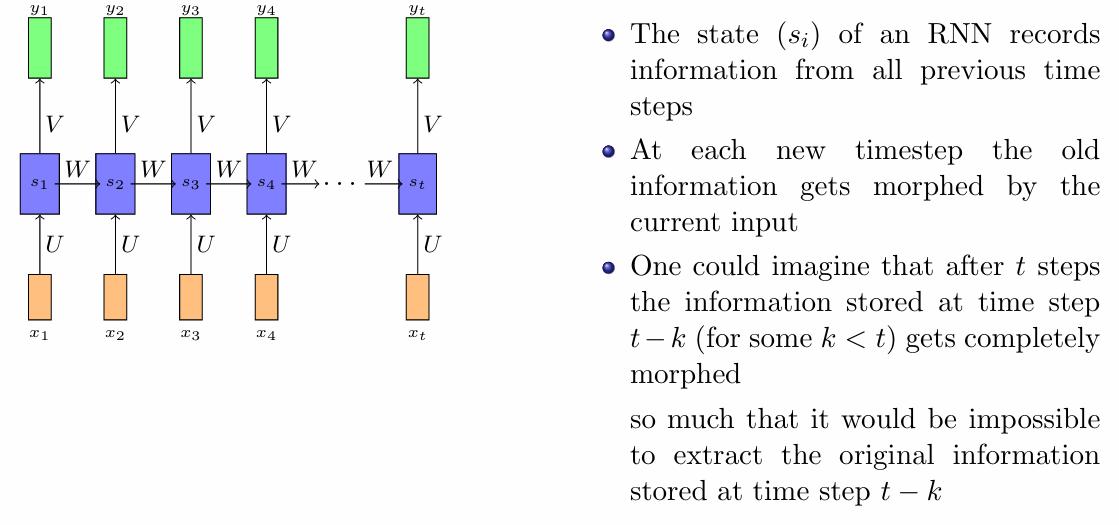 y₁ y₂ y₃ y₄ yₜ
V V V V V
s₁ W s₂ W s₃ W s₄ W ··· W sₜ
U U U U U
x₁ x₂ x₃ x₄ xₜ
The state (sᵢ) of an RNN records
information from all previous time
steps
At each new timestep the old
information gets morphed by the
current input
One could imagine that after t steps
the information stored at time step
t − k (for some k < t) gets completely
morphed
so much that it would be impossible
to extract the original information
stored at time step t − k